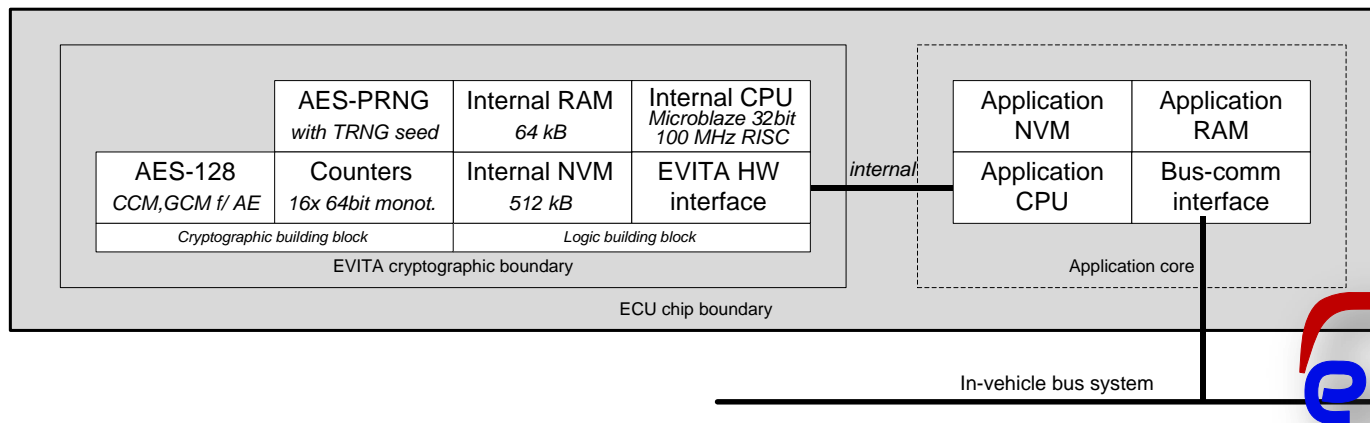 AES-PRNG
with TRNG seed
Internal RAM
64 kB
Internal CPU
Microblaze 32bit
100 MHz RISC
AES-128
CCM,GCM f/ AE
Counters
16x 64bit monot.
Internal NVM
512 kB
EVITA HW
interface
Cryptographic building block
Logic building block
EVITA cryptographic boundary
internal
Application
NVM
Application
RAM
Application
CPU
Bus-comm
interface
Application core
ECU chip boundary
In-vehicle bus system
e